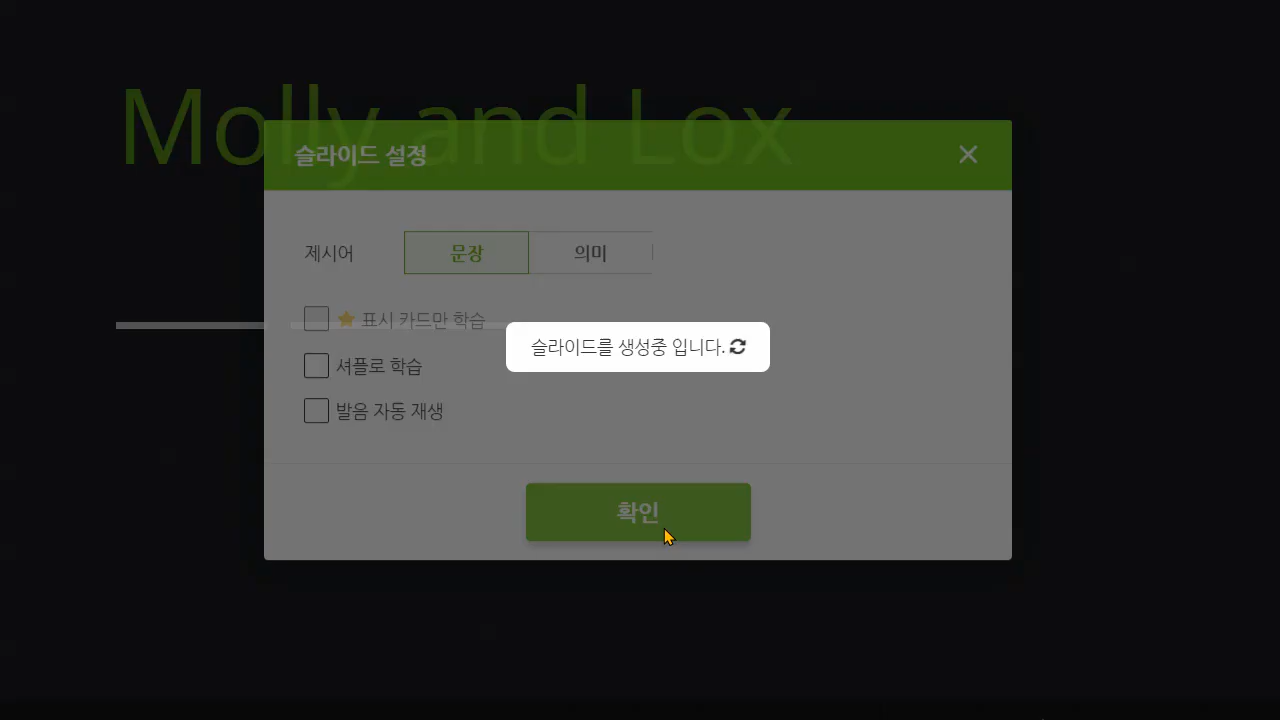 Molly and Lox
슬라이드 설정
제시어 문장 의미
표시 카드만 학습
슬라이드를 생성중 입니다.
셔플로 학습
발음 자동 재생
확인